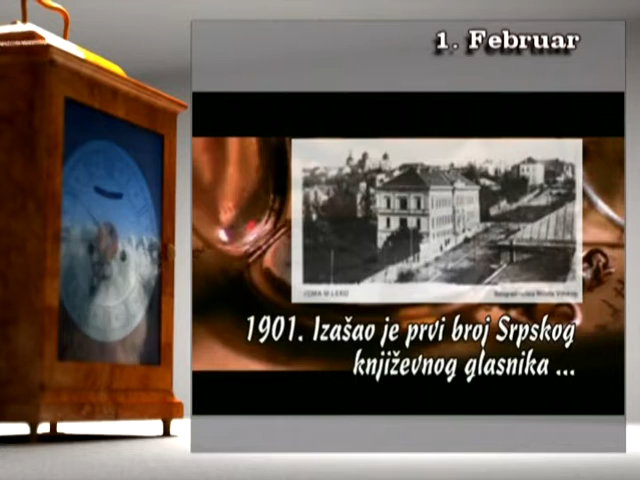 1. Februar
1901. Izašao je prvi broj Srpskog
književnog glasnika ...